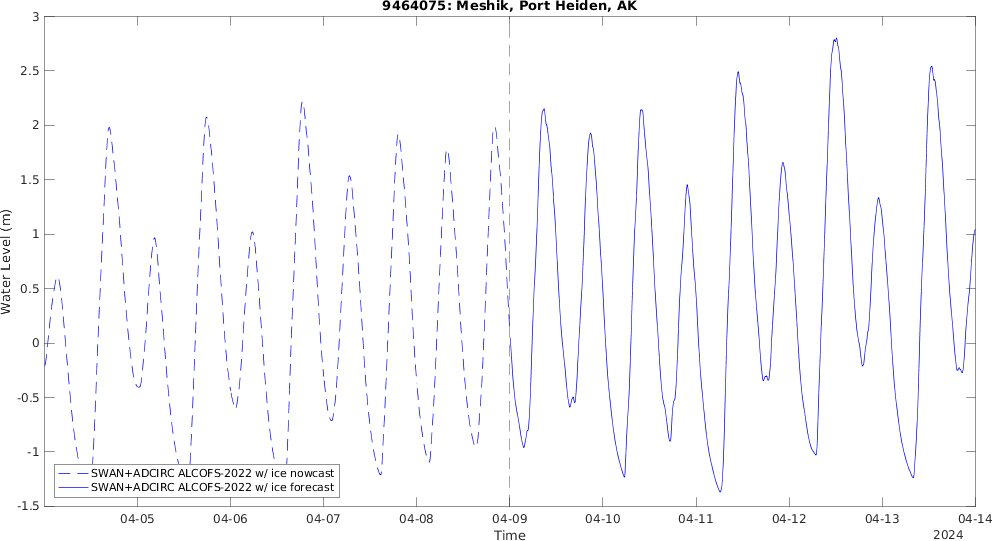 9464075: Meshik, Port Heiden, AK
3
2.5
2
1.5
1
0.5
0
-0.5
-1
-1.5
Water Level (m)
SWAN+ADCIRC ALCOFS-2022 w/ ice nowcast
SWAN+ADCIRC ALCOFS-2022 w/ ice forecast
04-05 04-06 04-07 04-08 04-09 04-10 04-11 04-12 04-13 04-14
Time
2024